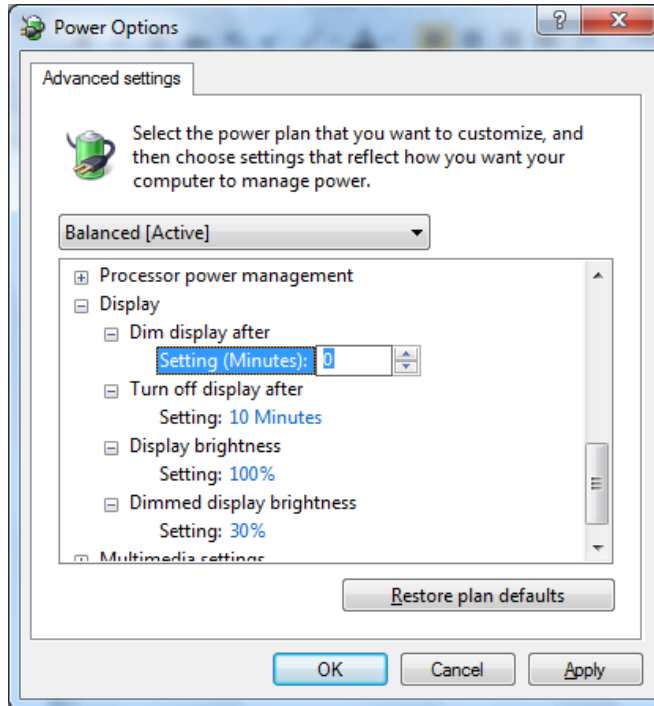 Power Options
Advanced settings
Select the power plan that you want to customize, and
then choose settings that reflect how you want your
computer to manage power.
Balanced [Active]
Processor power management
Display
Dim display after
Setting (Minutes): 0
Turn off display after
Setting: 10 Minutes
Display brightness
Setting: 100%
Dimmed display brightness
Setting: 30%
Multimedia settings
Restore plan defaults
OK Cancel Apply